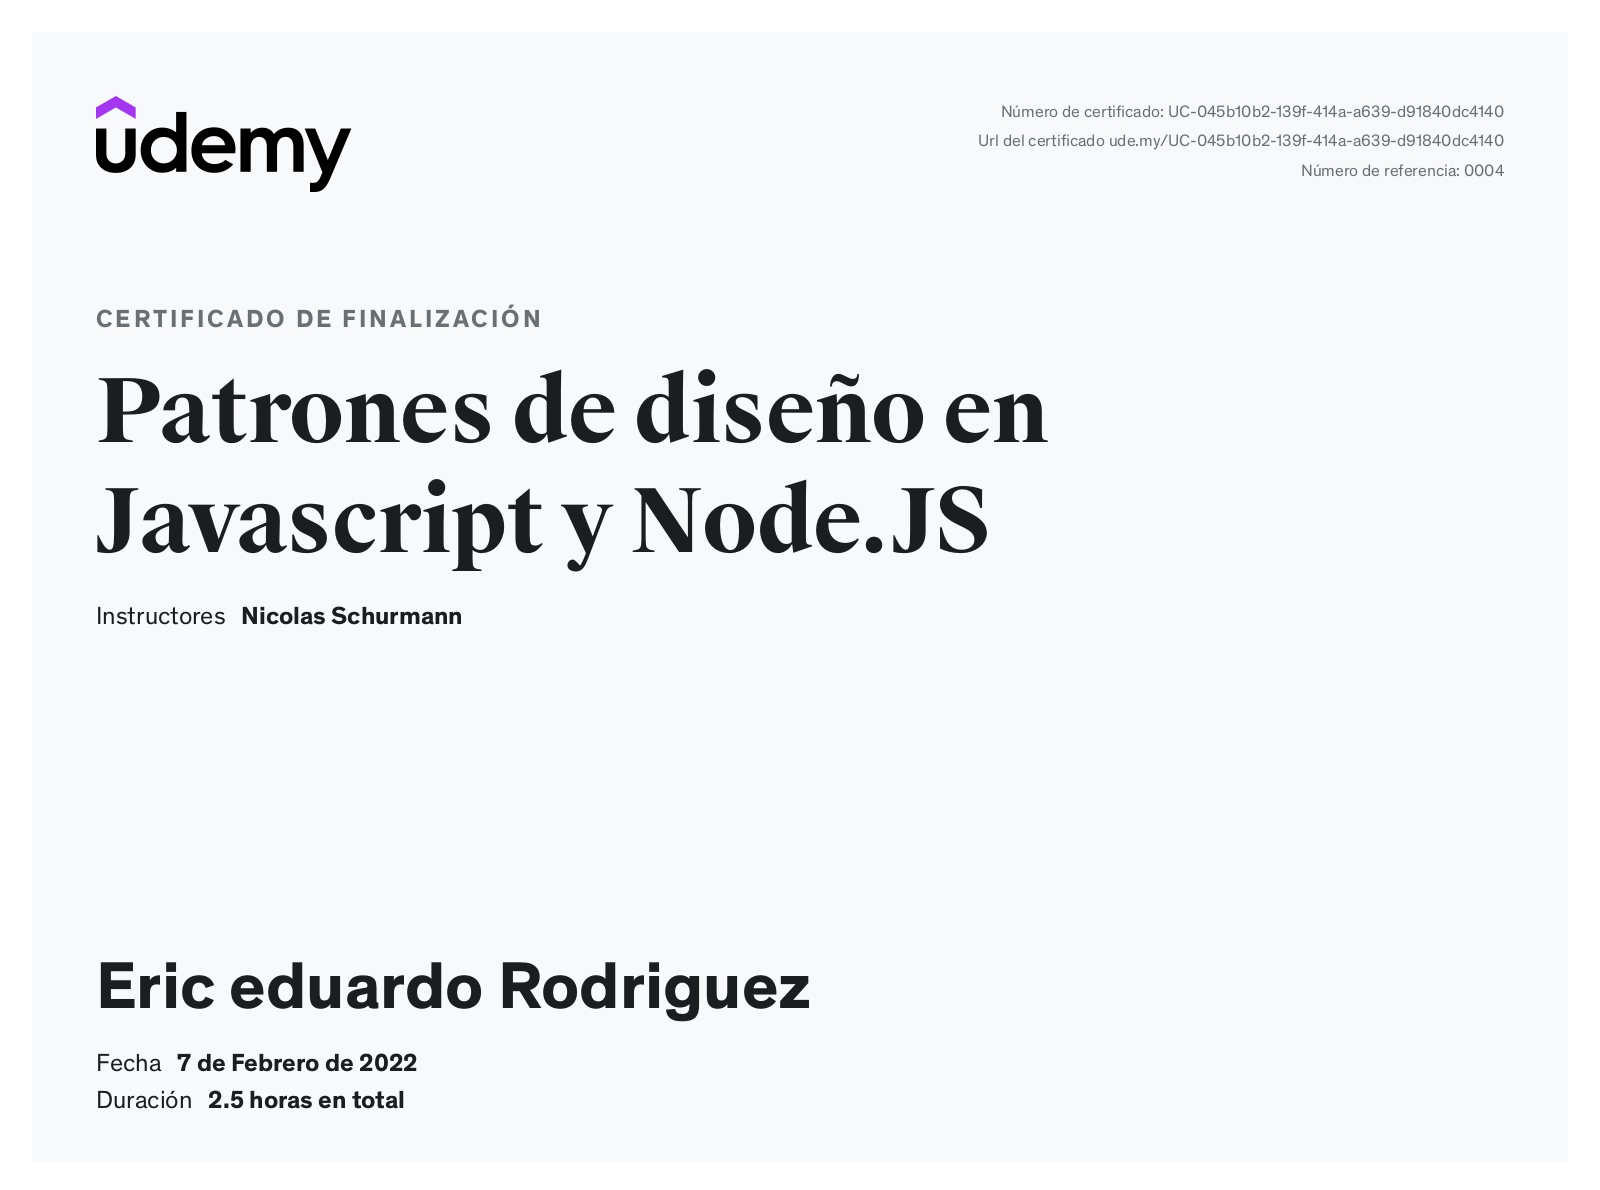 udemy
Número de certificado: UC-045b10b2-139f-414a-a639-d91840dc4140
Url del certificado ude.my/UC-045b10b2-139f-414a-a639-d91840dc4140
Número de referencia: 0004
CERTIFICADO DE FINALIZACIÓN
Patrones de diseño en
Javascript y Node.JS
Instructores Nicolas Schurmann
Eric eduardo Rodriguez
Fecha 7 de Febrero de 2022
Duración 2.5 horas en total